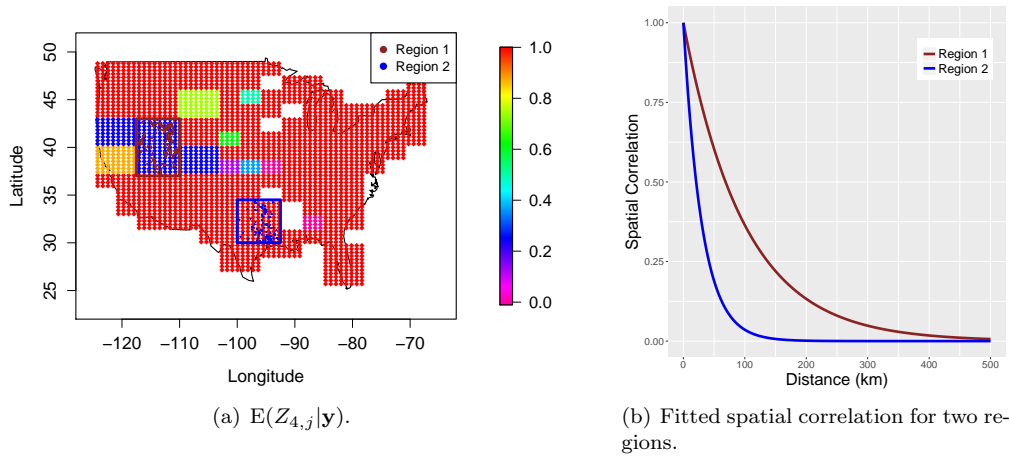 Region 1
Region 2
50
45
40
35
30
25
Latitude
−120
−110
−100
−90
−80
−70
Longitude
1.0
0.8
0.6
0.4
0.2
0.0
(a) E(Z4,j|y).
1.00
0.75
0.50
0.25
0.00
Spatial Correlation
Region 1
Region 2
0
100
200
300
400
500
Distance (km)
(b) Fitted spatial correlation for two re-
gions.